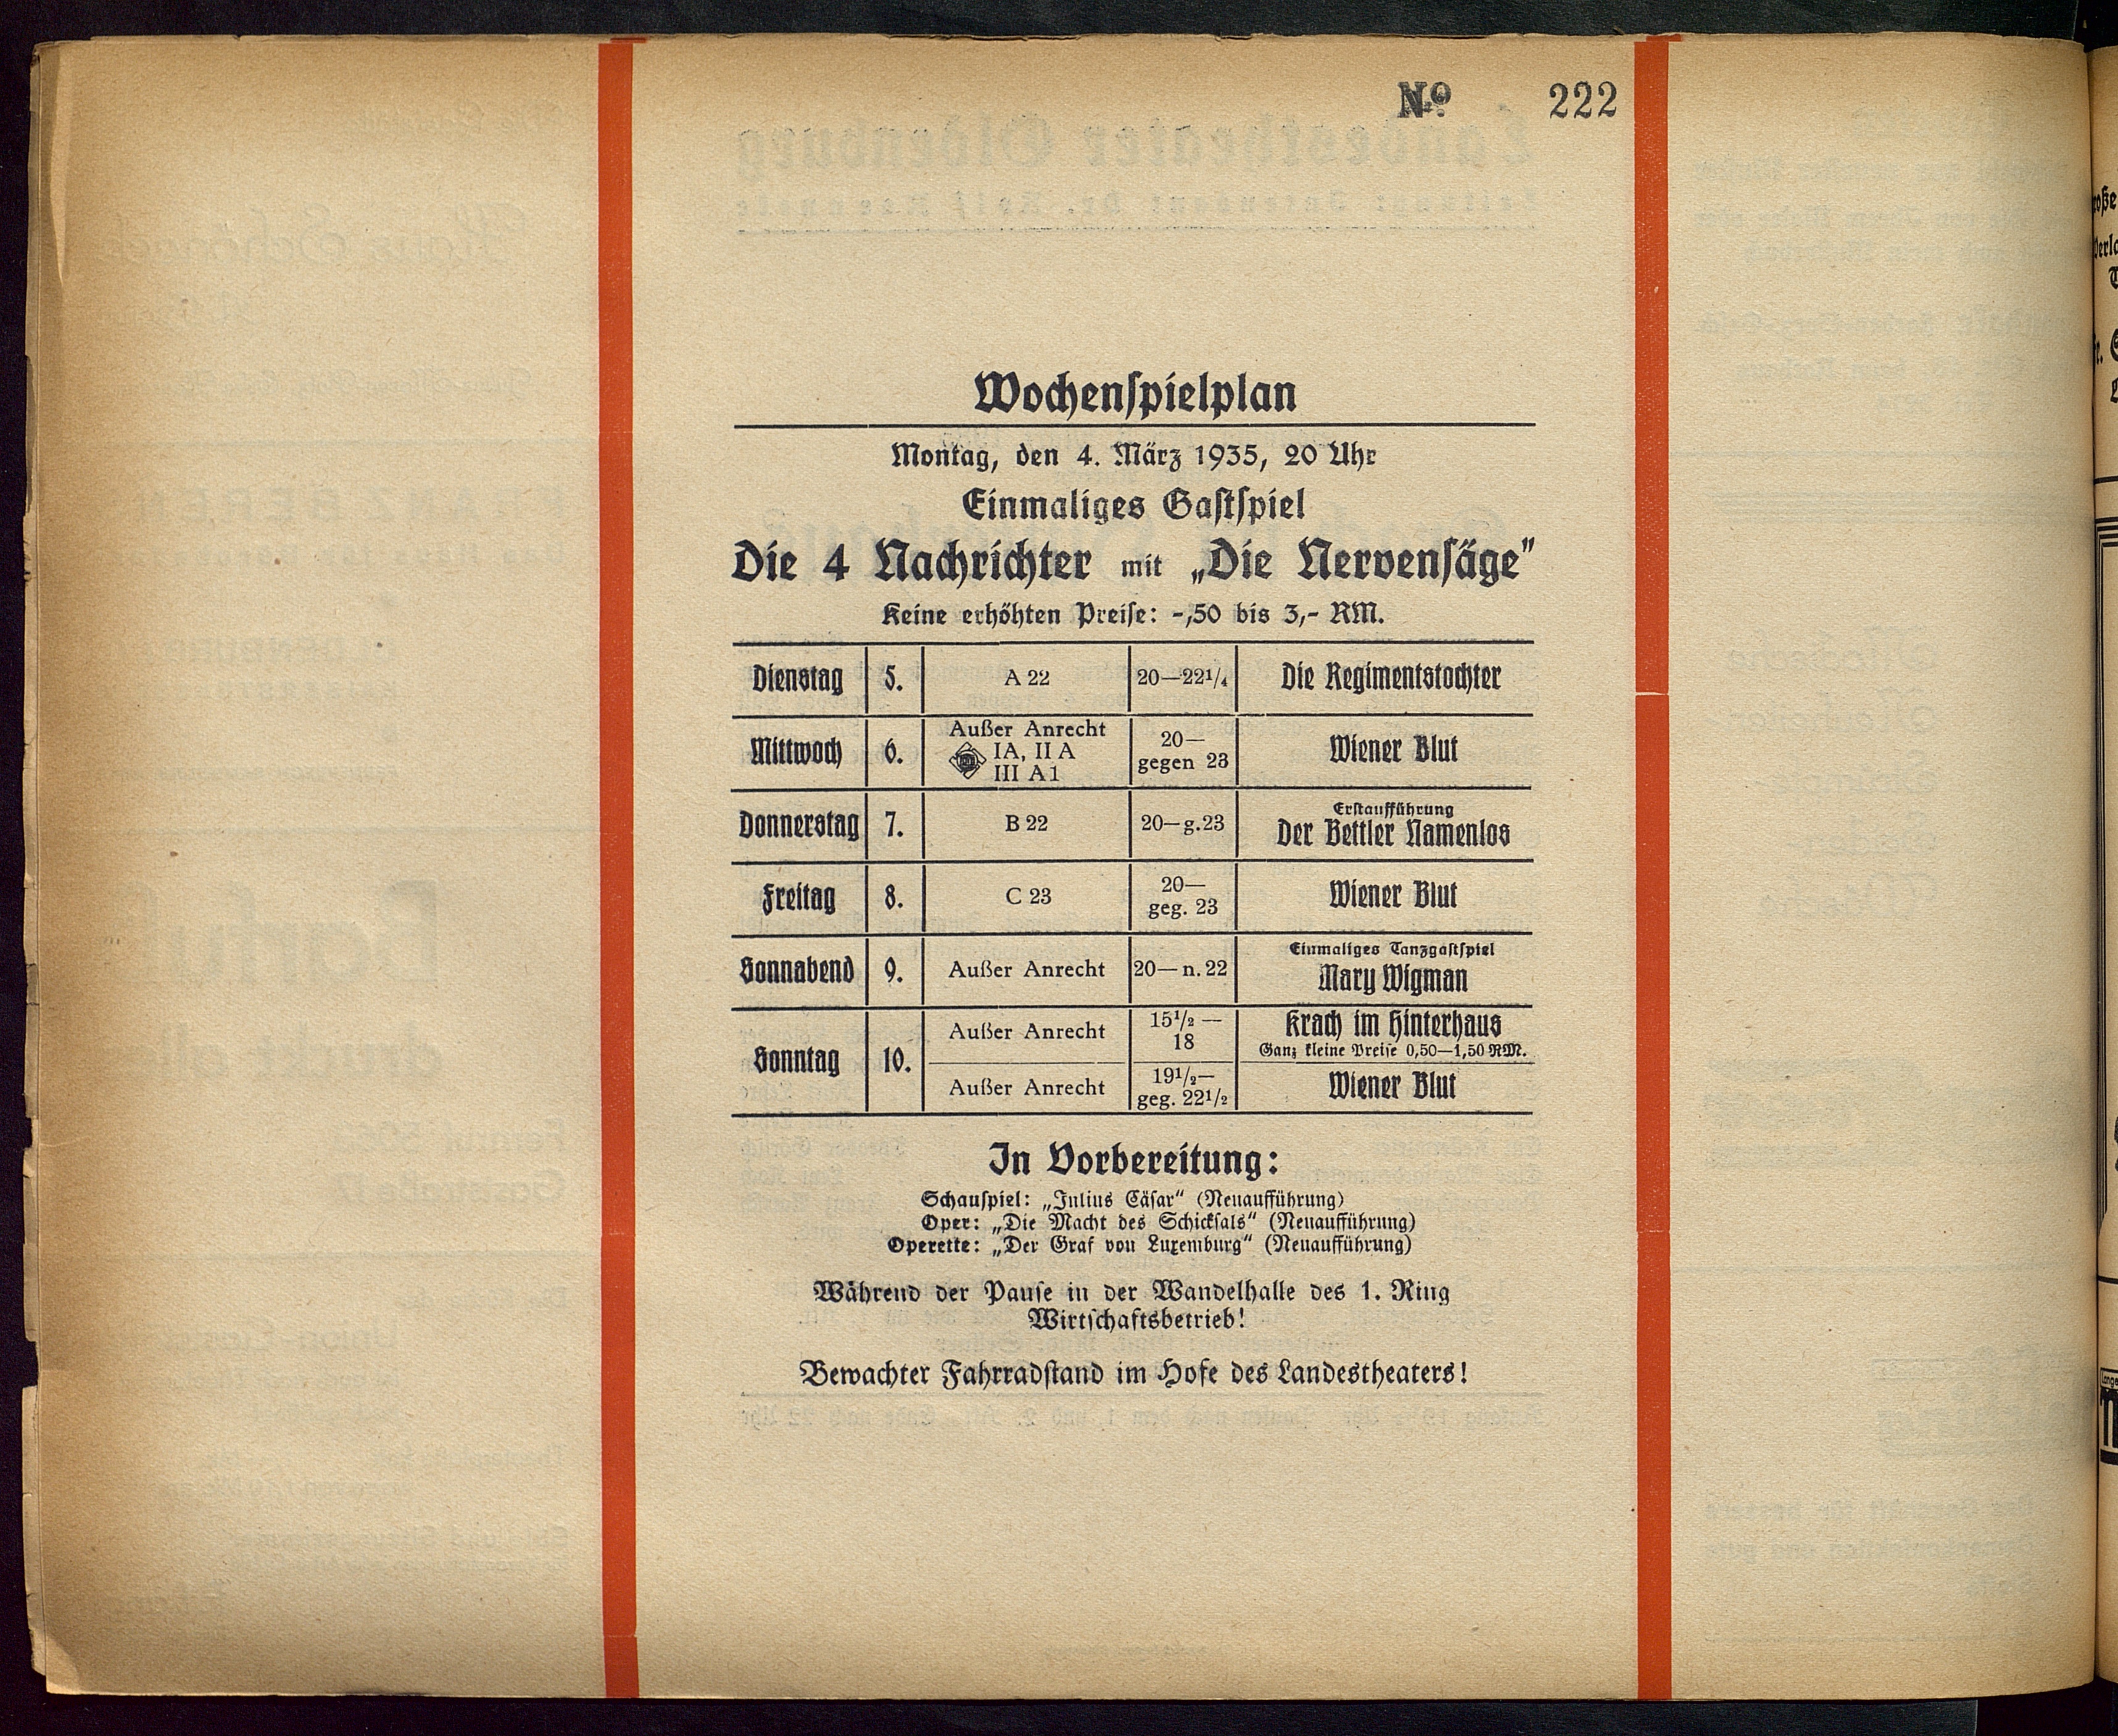 No 222
Wochenspielplan
Montag, den 4. März 1935, 20 Uhr
Einmaliges Gastspiel
Die 4 Nachrichter mit „Die Nervensäge"
Keine erhöhten Preise: -,50 bis 3,- RM.
Dienstag 5. A 22 20—22¼ Die Regimentstochter
Mittwoch 6. Außer Anrecht IA, II A III A1 20— gegen 23 Wiener Blut
Donnerstag 7. B 22 20—g.23 Erstaufführung Der Bettler Namenlos
Freitag 8. C 23 20— geg. 23 Wiener Blut
Sonnabend 9. Außer Anrecht 20—n.22 Einmaliges Tanzgastspiel Mary Wigman
Sonntag 10. Außer Anrecht 15½—18 Krach im Hinterhaus Ganz kleine Preise 0,50—1,50 RM.
Außer Anrecht 19½— geg. 22½ Wiener Blut
In Vorbereitung:
Schauspiel: „Julius Cäsar“ (Neuaufführung)
Oper: „Die Macht des Schicksals“ (Neuaufführung)
Operette: „Der Graf von Luxemburg“ (Neuaufführung)
Während der Pause in der Wandelhalle des 1. Ring
Wirtschaftsbetrieb!
Bewachter Fahrradstand im Hofe des Landestheaters!